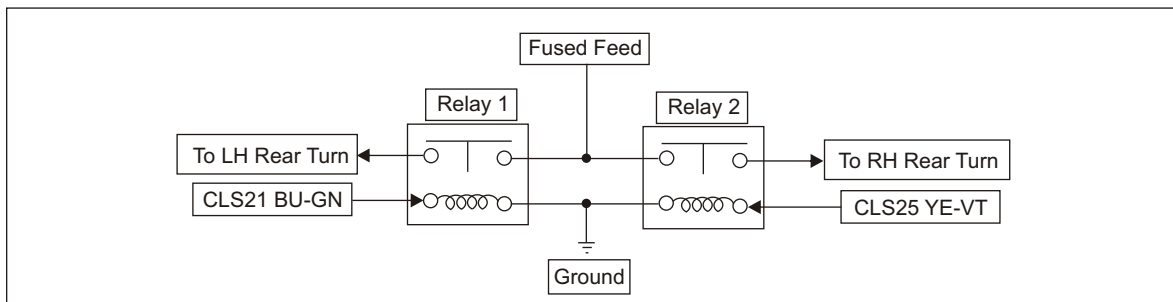 Fused Feed
Relay 1
Relay 2
To LH Rear Turn
To RH Rear Turn
CLS21 BU-GN
CLS25 YE-VT
Ground